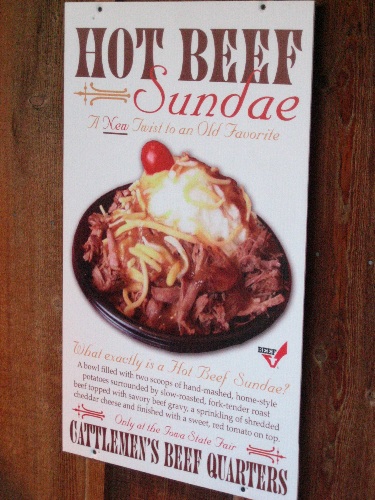 HOT BEEF
Sundae
A New Twist to an Old Favorite
BEEF
What exactly is a Hot Beef Sundae?
A bowl filled with two scoops of hand-mashed, home-style
potatoes surrounded by slow-roasted, fork-tender roast
beef topped with savory beef gravy, a sprinkling of shredded
cheddar cheese and finished with a sweet, red tomato on top.
Only at the Iowa State Fair
CATTLEMEN'S BEEF QUARTERS